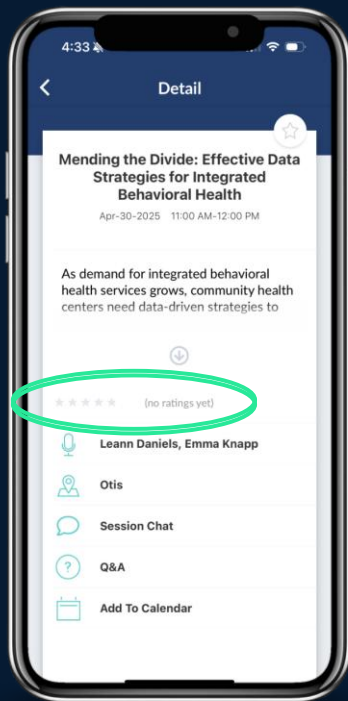 4:33
Detail
Mending the Divide: Effective Data
Strategies for Integrated
Behavioral Health
Apr-30-2025 11:00 AM-12:00 PM
As demand for integrated behavioral
health services grows, community health
centers need data-driven strategies to
(no ratings yet)
Leann Daniels, Emma Knapp
Otis
Session Chat
?
Q&A
Add To Calendar